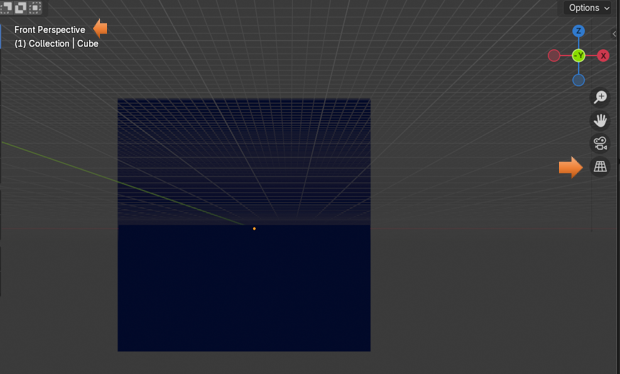 Options
Front Perspective
(1) Collection | Cube
Z
-Y
X